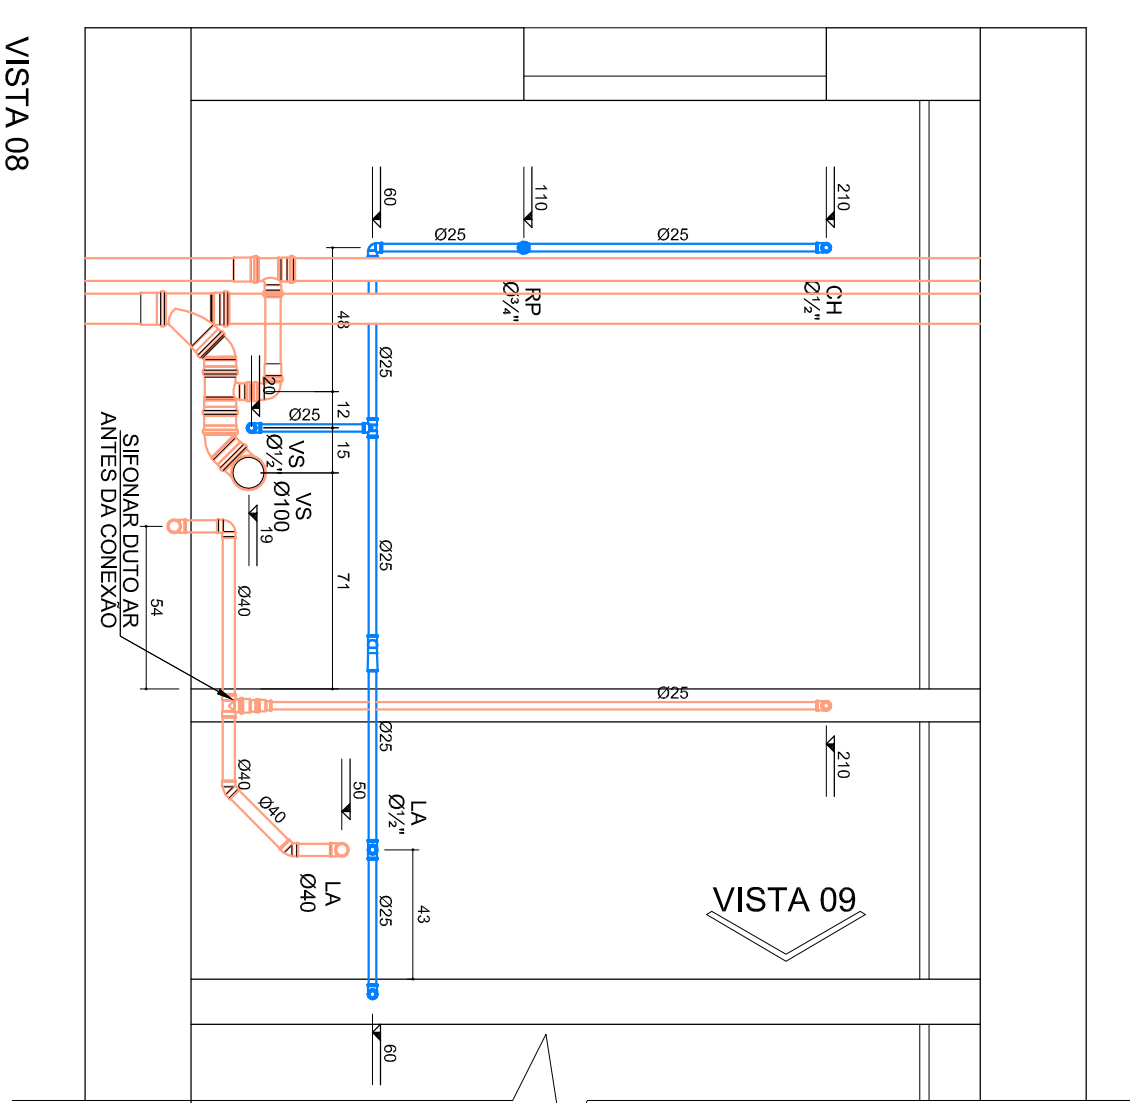 VISTA 08
60
110
210
Ø25
Ø25
CH
Ø½"
RP
Ø¾"
48
Ø25
20
12
Ø25
15
VS
Ø½"
VS
Ø100
19
SIFONAR DUTO AR
ANTES DA CONEXÃO
54
Ø40
71
Ø25
Ø25
210
Ø25
Ø40
Ø40
50
LA
Ø½"
LA
Ø40
Ø25
43
VISTA 09
60